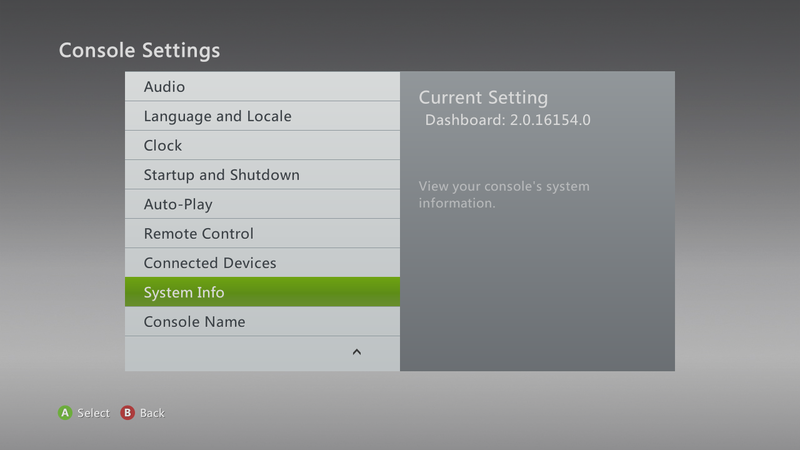 Console Settings
Audio
Language and Locale
Clock
Startup and Shutdown
Auto-Play
Remote Control
Connected Devices
System Info
Console Name
Current Setting
Dashboard: 2.0.16154.0
View your console's system
information.
A Select B Back